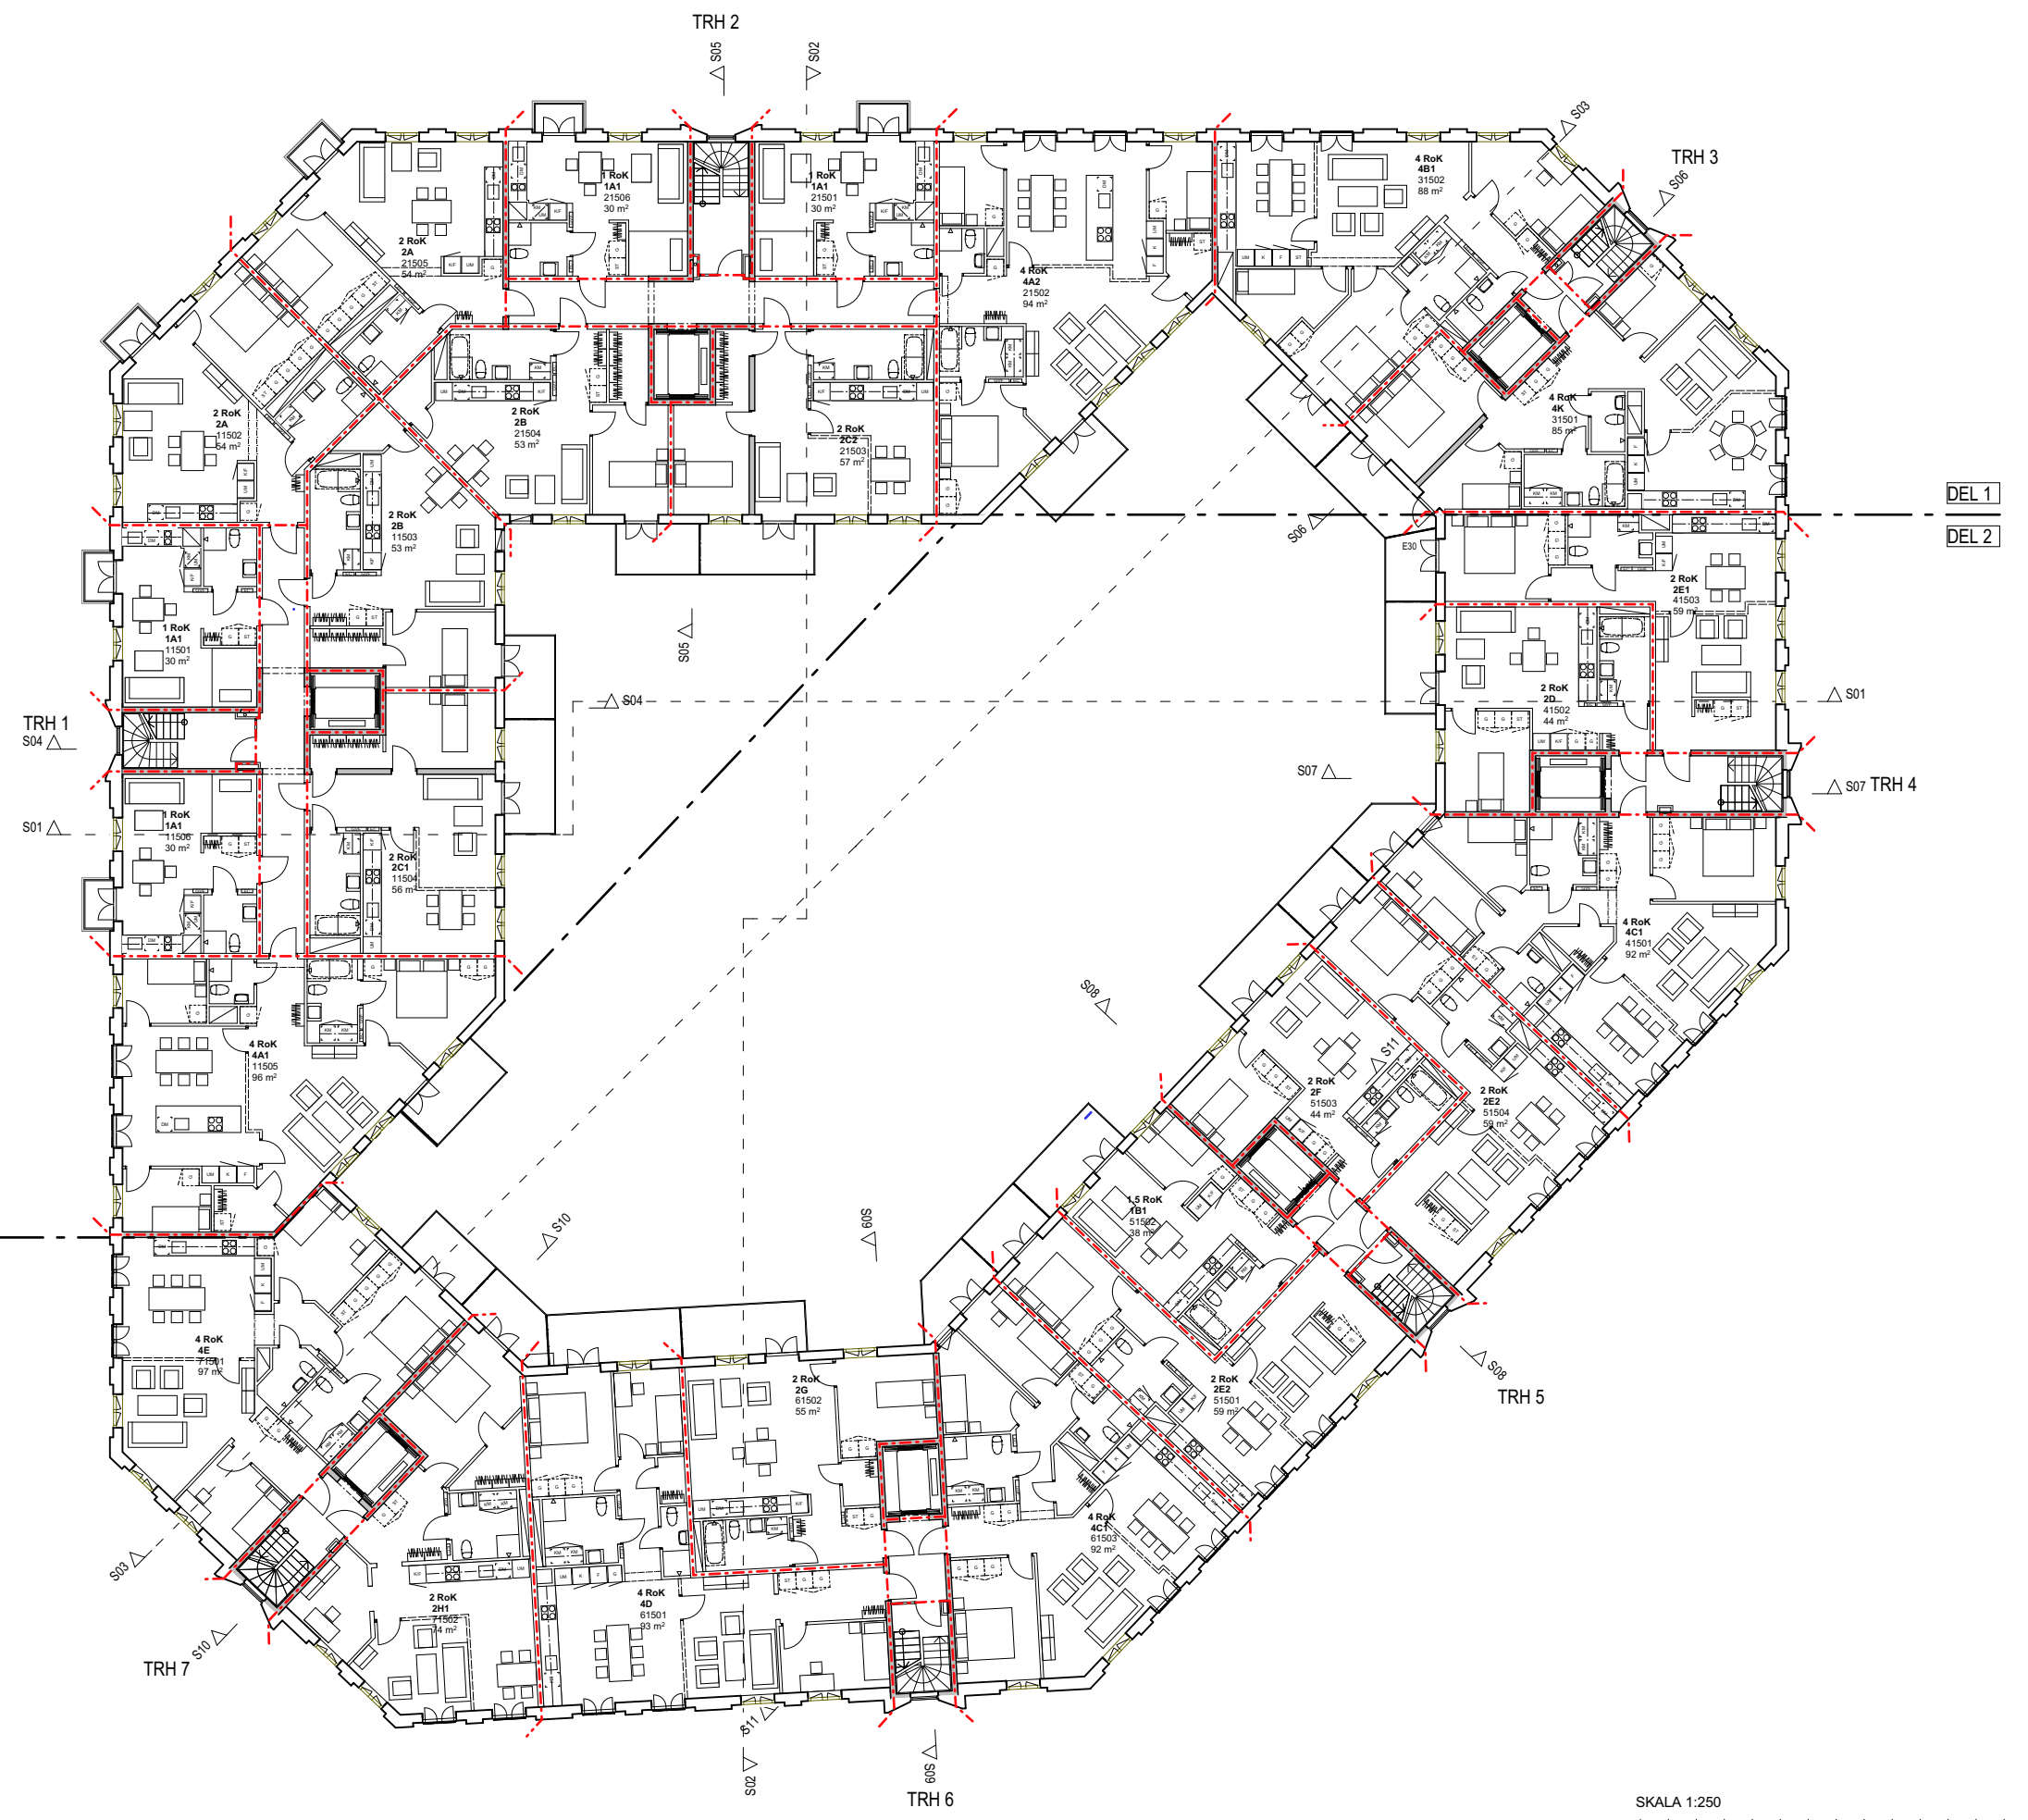 TRH 2
S05
S02
S03
TRH 3
S06
1 RoK
1A1
21506
30 m²
1 RoK
1A1
21501
30 m²
4 RoK
4B1
31502
88 m²
2 RoK
2A
21505
54 m²
4 RoK
4A2
21502
94 m²
2 RoK
2A
11502
54 m²
2 RoK
2B
21504
53 m²
2 RoK
2C2
21503
57 m²
4 RoK
4K
31501
85 m²
DEL 1
DEL 2
2 RoK
2B
11503
53 m²
S06
E30
2 RoK
2E1
41503
59 m²
1 RoK
1A1
11501
30 m²
S05
S04
2 RoK
2D
41502
44 m²
S01
TRH 1
S04
S07
S07 TRH 4
S01
1 RoK
1A1
11506
30 m²
2 RoK
2C1
11504
56 m²
4 RoK
4C1
41501
92 m²
S08
4 RoK
4A1
11505
96 m²
S11
2 RoK
2F
51503
44 m²
2 RoK
2E2
51504
59 m²
1,5 RoK
1B1
51502
38 m²
S10
S09
4 RoK
4E
71501
97 m²
2 RoK
2G
61502
55 m²
2 RoK
2E2
51501
59 m²
S08
TRH 5
4 RoK
4C1
61503
92 m²
S03
2 RoK
2H1
71502
74 m²
4 RoK
4D
61501
93 m²
S10
TRH 7
S11
S02
S09
TRH 6
SKALA 1:250